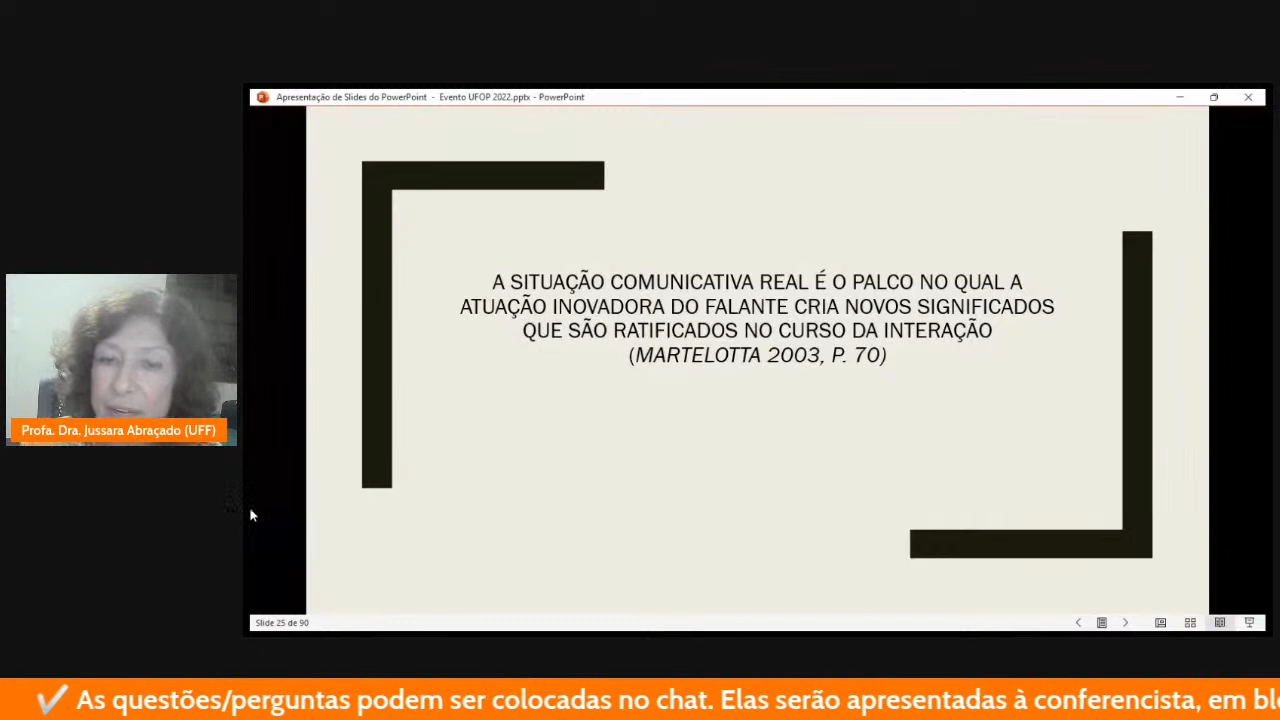 Apresentação de Slides do PowerPoint - Evento UFOP 2022.pptx - PowerPoint
A SITUAÇÃO COMUNICATIVA REAL É O PALCO NO QUAL A
ATUAÇÃO INOVADORA DO FALANTE CRIA NOVOS SIGNIFICADOS
QUE SÃO RATIFICADOS NO CURSO DA INTERAÇÃO
(MARTELOTTA 2003, P. 70)
Profa. Dra. Jussara Abraçado (UFF)
Slide 25 de 90
As questões/perguntas podem ser colocadas no chat. Elas serão apresentadas à conferencista, em